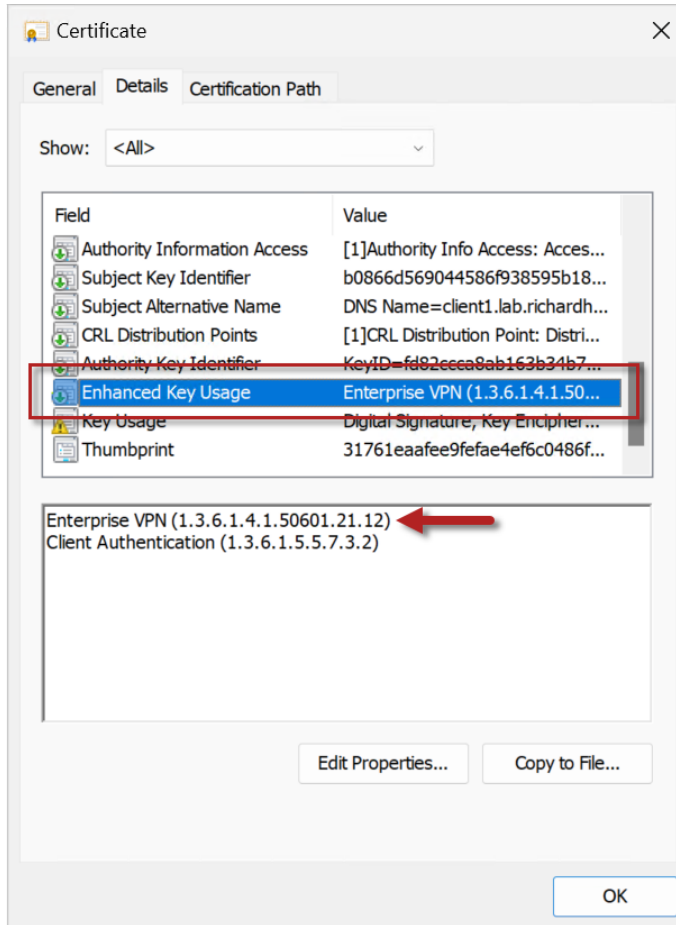 Certificate
General Details Certification Path
Show: <All>
Field Value
Authority Information Access [1]Authority Info Access: Acces...
Subject Key Identifier b0866d569044586f938595b18...
Subject Alternative Name DNS Name=client1.lab.richardh...
CRL Distribution Points [1]CRL Distribution Point: Distri...
Authority Key Identifier KeyID=fd82ccca8ab163b34b7...
Enhanced Key Usage Enterprise VPN (1.3.6.1.4.1.50...
Key Usage Digital Signature, Key Encipher...
Thumbprint 31761eaafee9fefae4ef6c0486f...
Enterprise VPN (1.3.6.1.4.1.50601.21.12)
Client Authentication (1.3.6.1.5.5.7.3.2)
Edit Properties... Copy to File...
OK